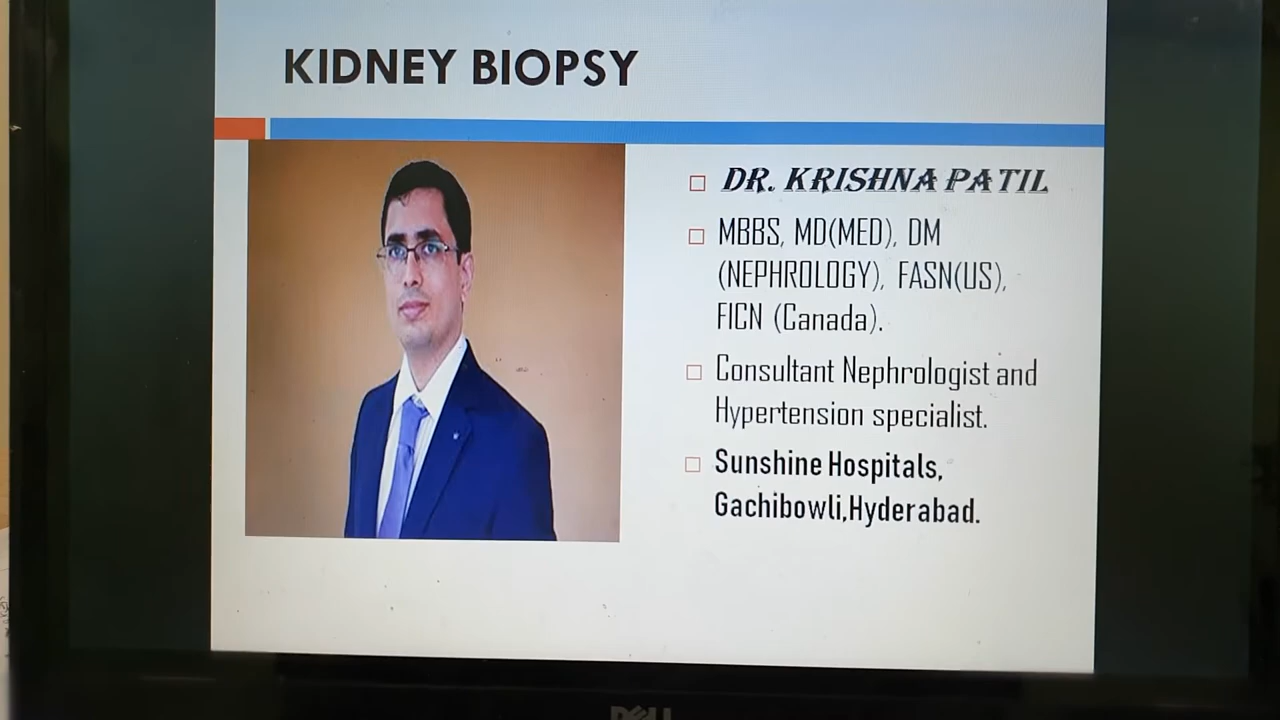 KIDNEY BIOPSY
DR. KRISHNA PATIL
MBBS, MD(MED), DM
(NEPHROLOGY), FASN(US),
FICN (Canada).
Consultant Nephrologist and
Hypertension specialist.
Sunshine Hospitals,
Gachibowli,Hyderabad.
DELL